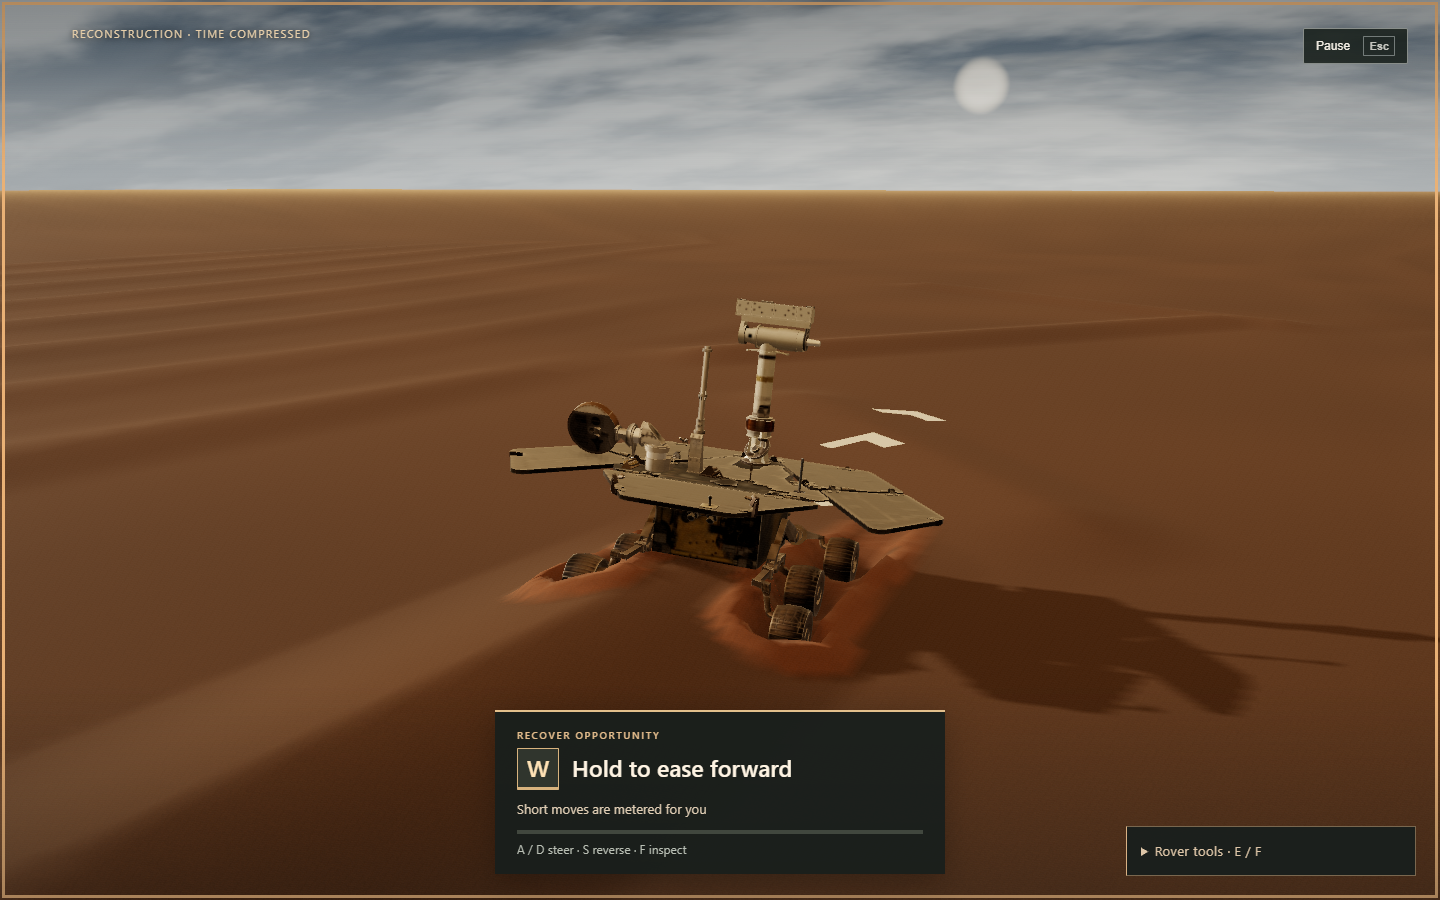 RECONSTRUCTION · TIME COMPRESSED
Pause Esc
RECOVER OPPORTUNITY
W Hold to ease forward
Short moves are metered for you
A / D steer · S reverse · F inspect
▶ Rover tools · E / F